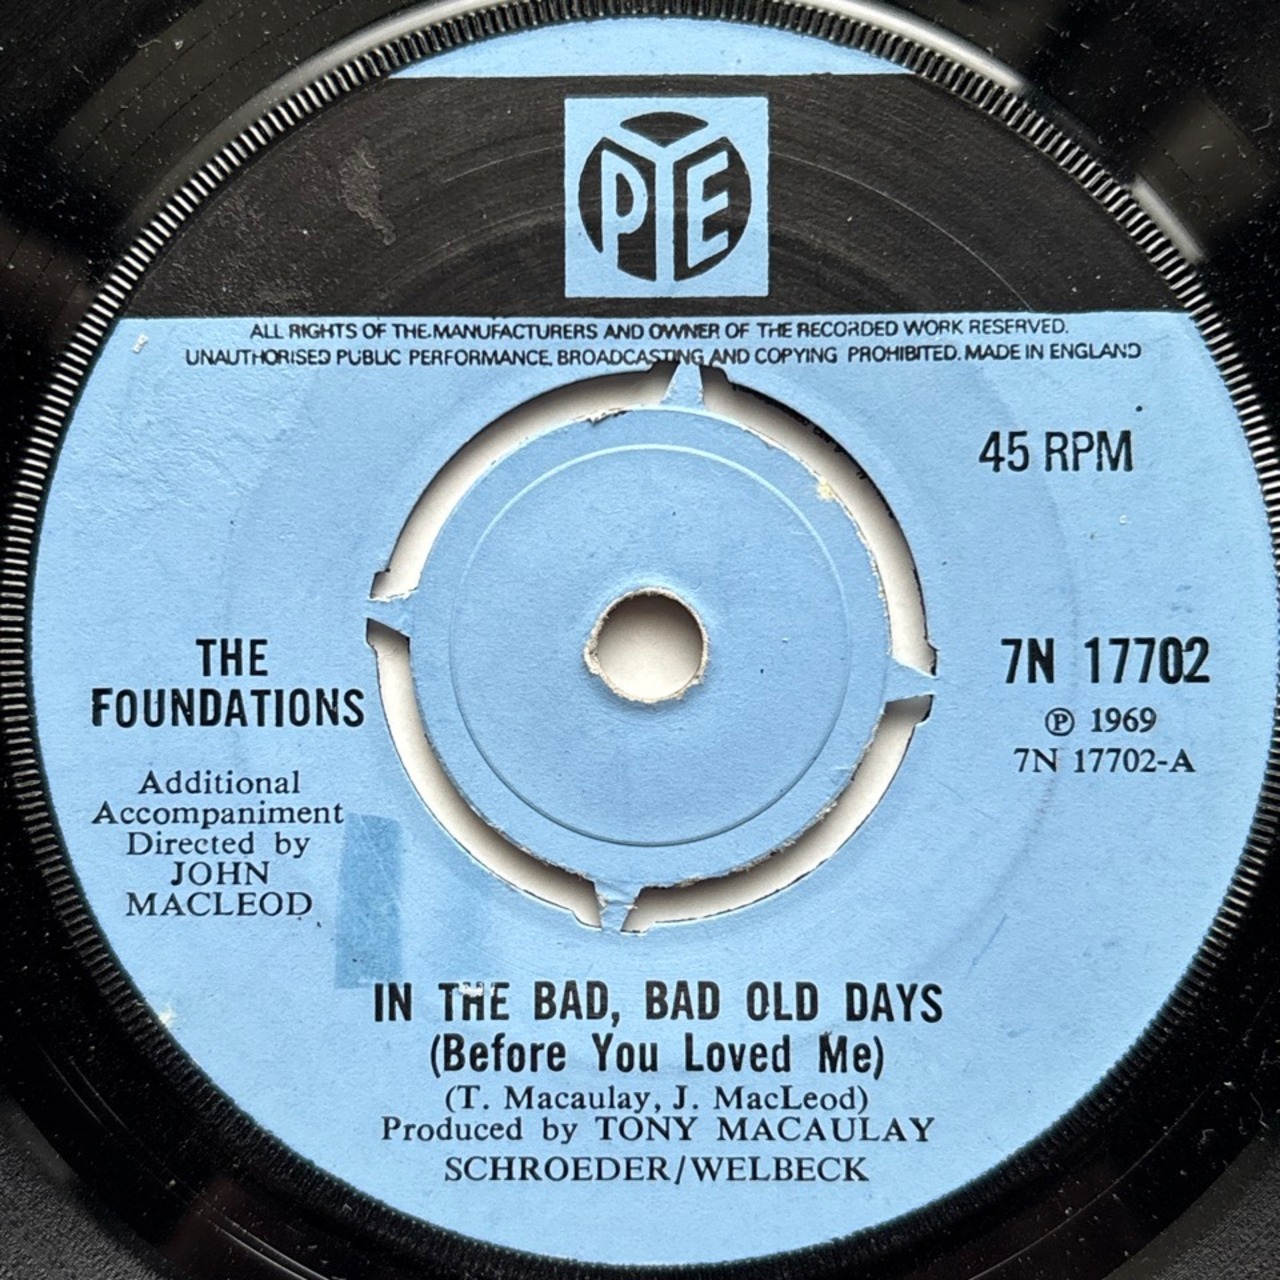 PYE
ALL RIGHTS OF THE MANUFACTURERS AND OWNER OF THE RECORDED WORK RESERVED.
UNAUTHORISED PUBLIC PERFORMANCE, BROADCASTING AND COPYING PROHIBITED. MADE IN ENGLAND
45 RPM
THE
FOUNDATIONS
Additional
Accompaniment
Directed by
JOHN
MACLEOD
7N 17702
℗ 1969
7N 17702-A
IN THE BAD, BAD OLD DAYS
(Before You Loved Me)
(T. Macaulay, J. MacLeod)
Produced by TONY MACAULAY
SCHROEDER/WELBECK